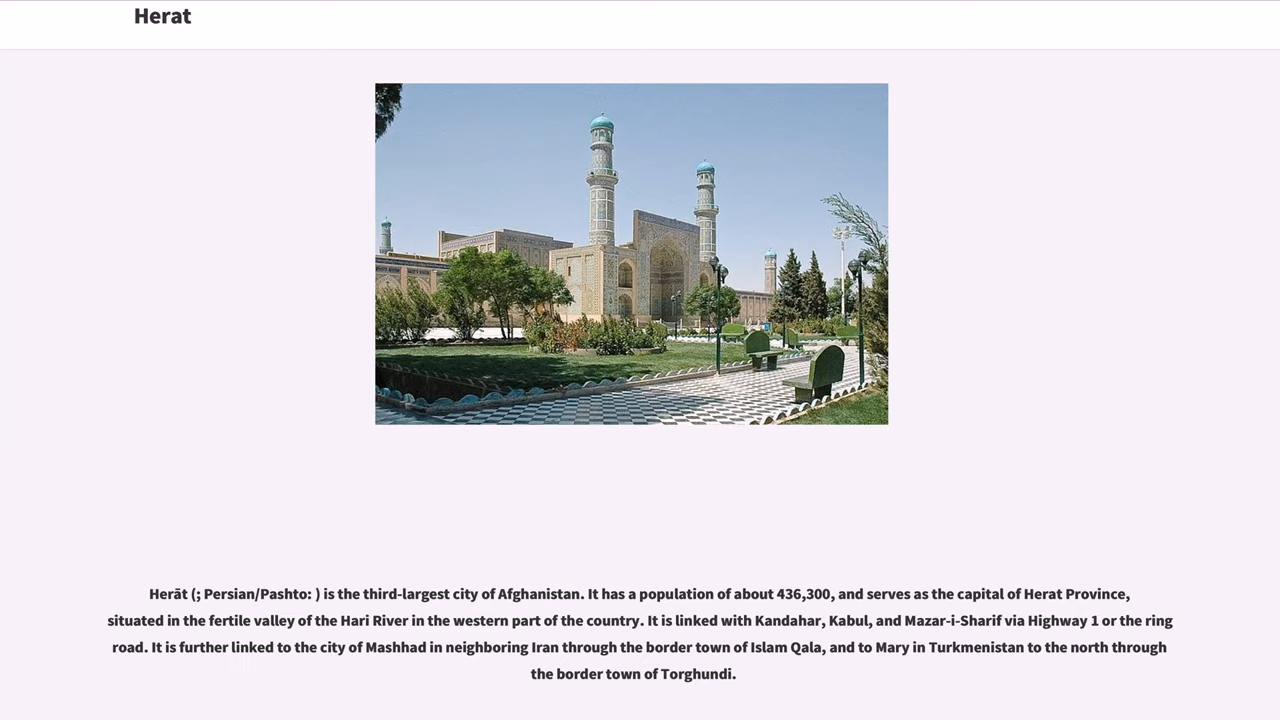 Herat
Herāt (; Persian/Pashto: ) is the third-largest city of Afghanistan. It has a population of about 436,300, and serves as the capital of Herat Province,
situated in the fertile valley of the Hari River in the western part of the country. It is linked with Kandahar, Kabul, and Mazar-i-Sharif via Highway 1 or the ring
road. It is further linked to the city of Mashhad in neighboring Iran through the border town of Islam Qala, and to Mary in Turkmenistan to the north through
the border town of Torghundi.